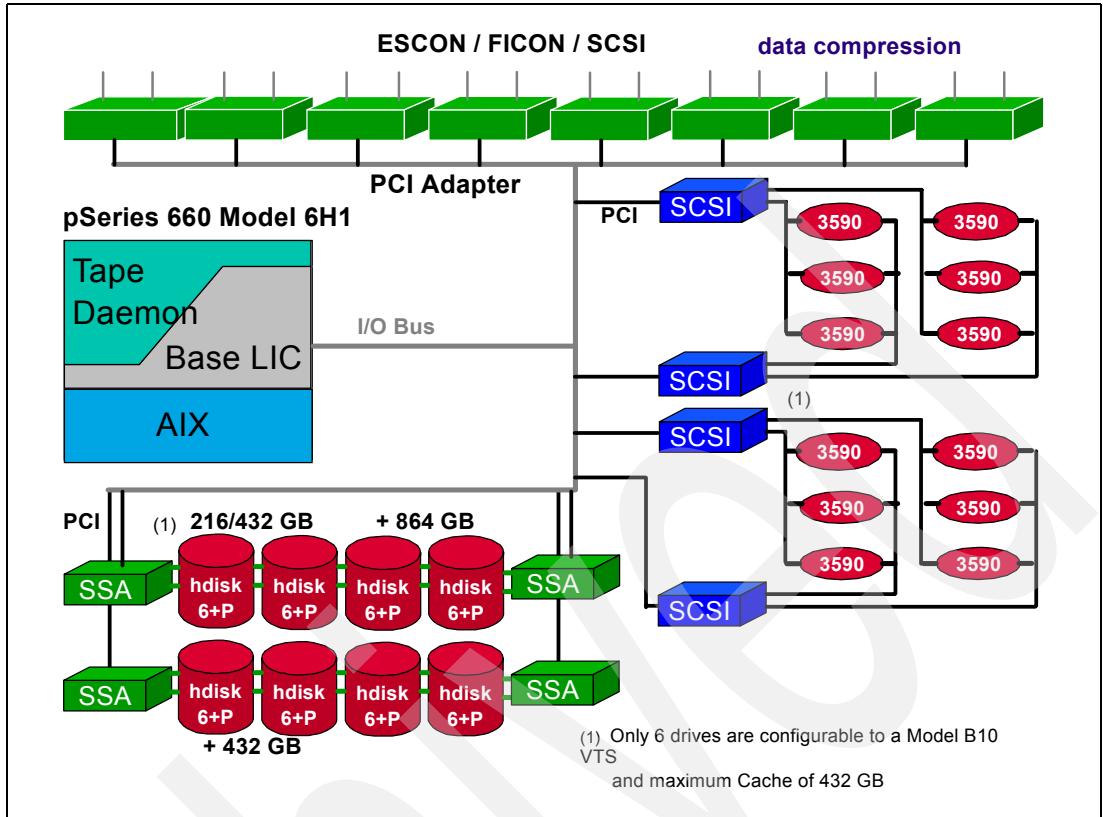 ESCON / FICON / SCSI
data compression
PCI Adapter
pSeries 660 Model 6H1
Tape
Daemon
Base LIC
AIX
I/O Bus
PCI
SCSI
3590
3590
3590
3590
3590
3590
SCSI
(1)
SCSI
3590
3590
3590
3590
3590
3590
SCSI
PCI
(1) 216/432 GB
+ 864 GB
SSA
hdisk
6+P
hdisk
6+P
hdisk
6+P
hdisk
6+P
SSA
SSA
hdisk
6+P
hdisk
6+P
hdisk
6+P
hdisk
6+P
SSA
+ 432 GB
(1) Only 6 drives are configurable to a Model B10
VTS
and maximum Cache of 432 GB